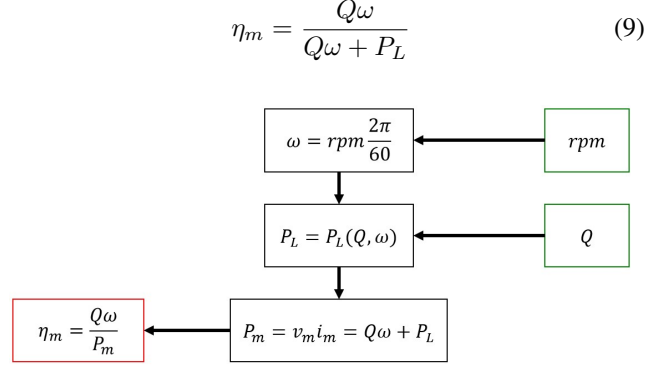 η_m = Qω / (Qω + P_L) (9)
ω = rpm 2π/60
rpm
P_L = P_L(Q, ω)
Q
η_m = Qω/P_m
P_m = v_m i_m = Qω + P_L